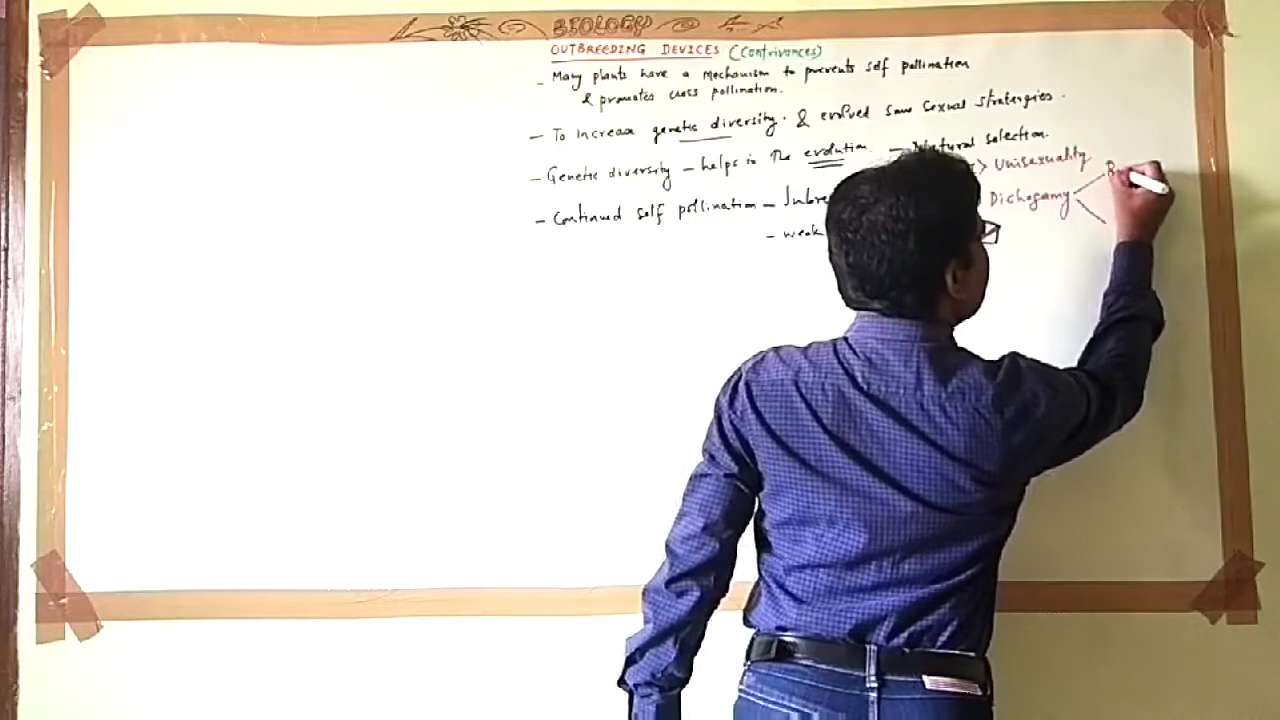 BIOLOGY
OUTBREEDING DEVICES (Contrivances)
- Many plants have a Mechanism to prevents self pollination
& promotes cross pollination.
- To Increase genetic diversity. & evolved some sexual stratergies.
- Genetic diversity - helps in the evolution - Natural selection.
- Continued self pollination - Inbre
- weak
Unisexuality
Dichogamy